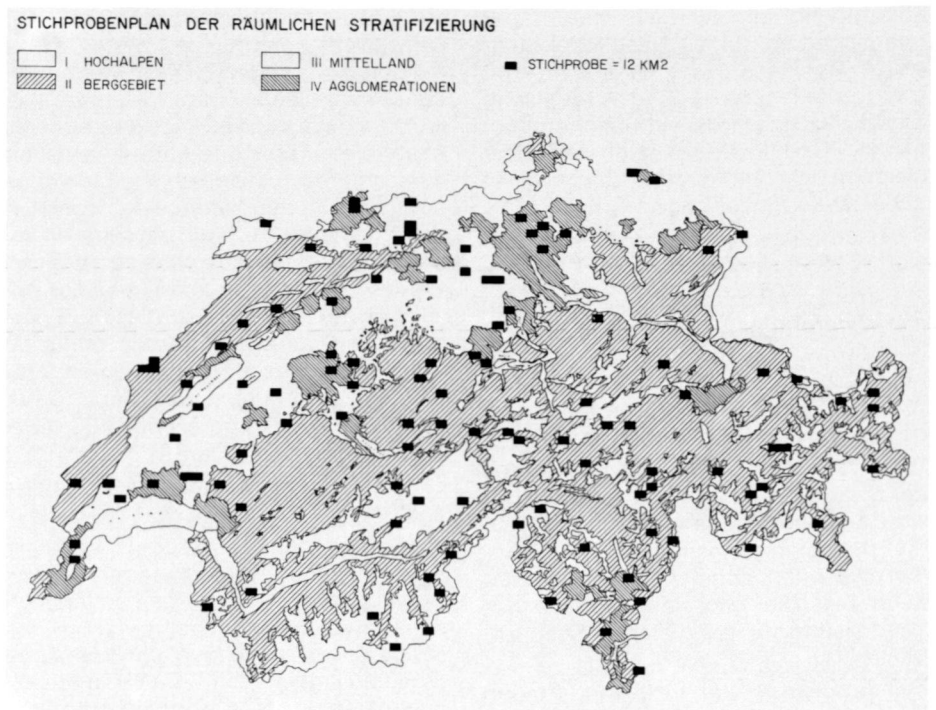 STICHPROBENPLAN DER RÄUMLICHEN STRATIFIZIERUNG
I HOCHALPEN
III MITTELLAND
STICHPROBE = 12 KM2
II BERGGEBIET
IV AGGLOMERATIONEN